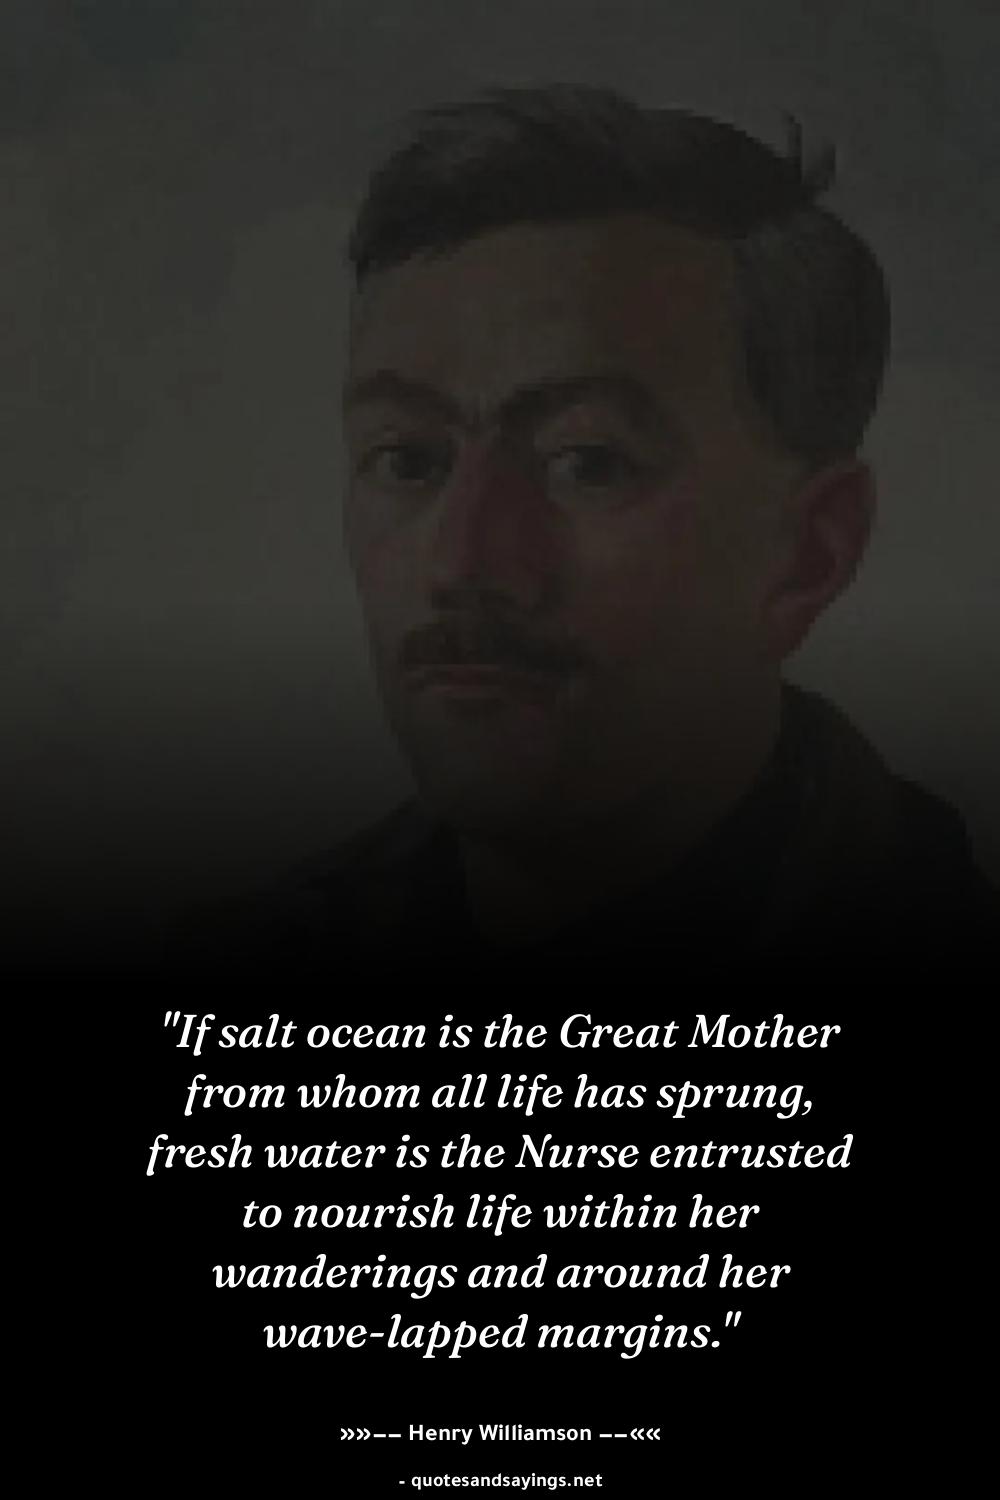 "If salt ocean is the Great Mother
from whom all life has sprung,
fresh water is the Nurse entrusted
to nourish life within her
wanderings and around her
wave-lapped margins."
»»−− Henry Williamson −−««
- quotesandsayings.net